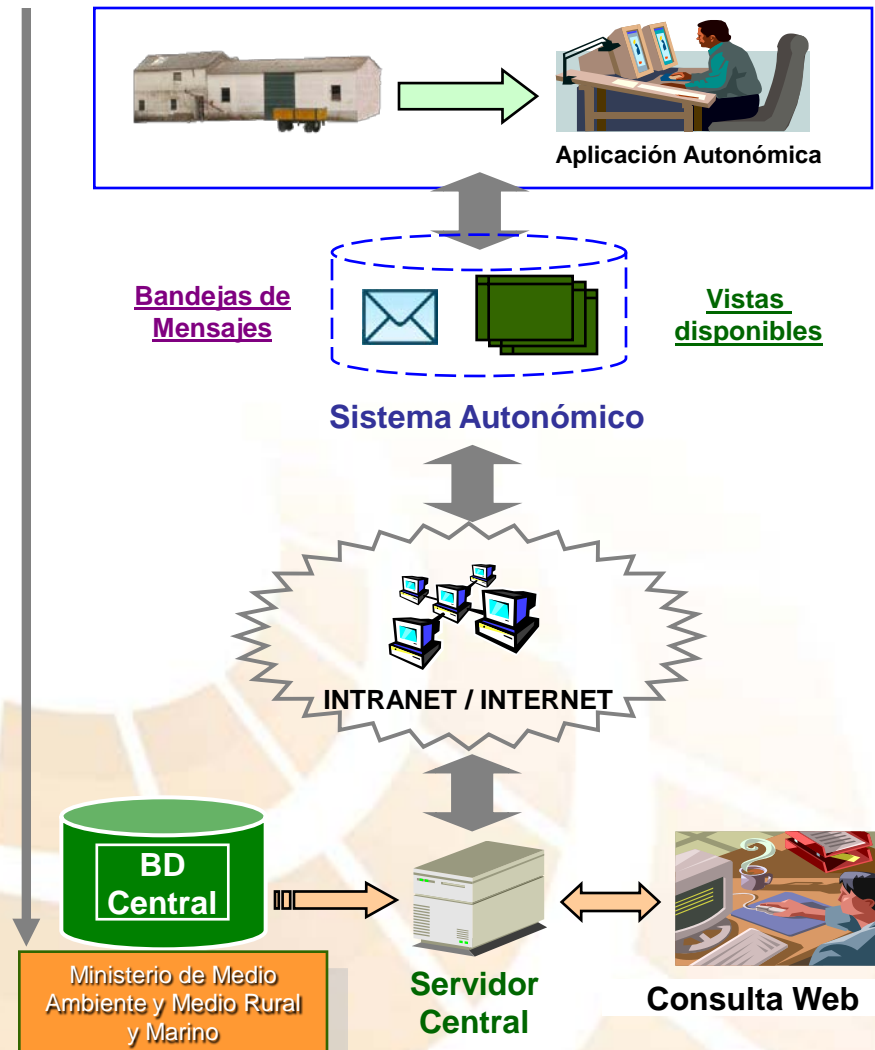 Aplicación Autonómica
Bandejas de
Mensajes
Vistas
disponibles
Sistema Autonómico
INTRANET / INTERNET
BD
Central
Ministerio de Medio
Ambiente y Medio Rural
y Marino
Servidor
Central
Consulta Web